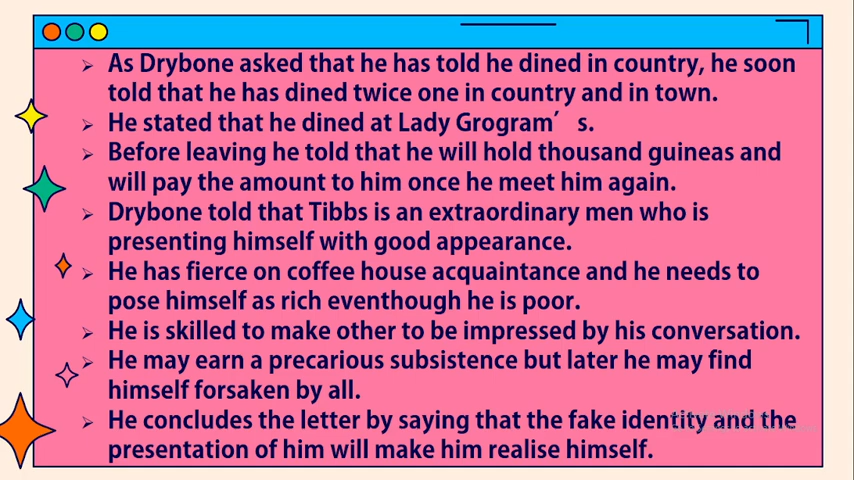 As Drybone asked that he has told he dined in country, he soon
told that he has dined twice one in country and in town.
He stated that he dined at Lady Grogram’ s.
Before leaving he told that he will hold thousand guineas and
will pay the amount to him once he meet him again.
Drybone told that Tibbs is an extraordinary men who is
presenting himself with good appearance.
He has fierce on coffee house acquaintance and he needs to
pose himself as rich eventhough he is poor.
He is skilled to make other to be impressed by his conversation.
He may earn a precarious subsistence but later he may find
himself forsaken by all.
He concludes the letter by saying that the fake identity and the
presentation of him will make him realise himself.